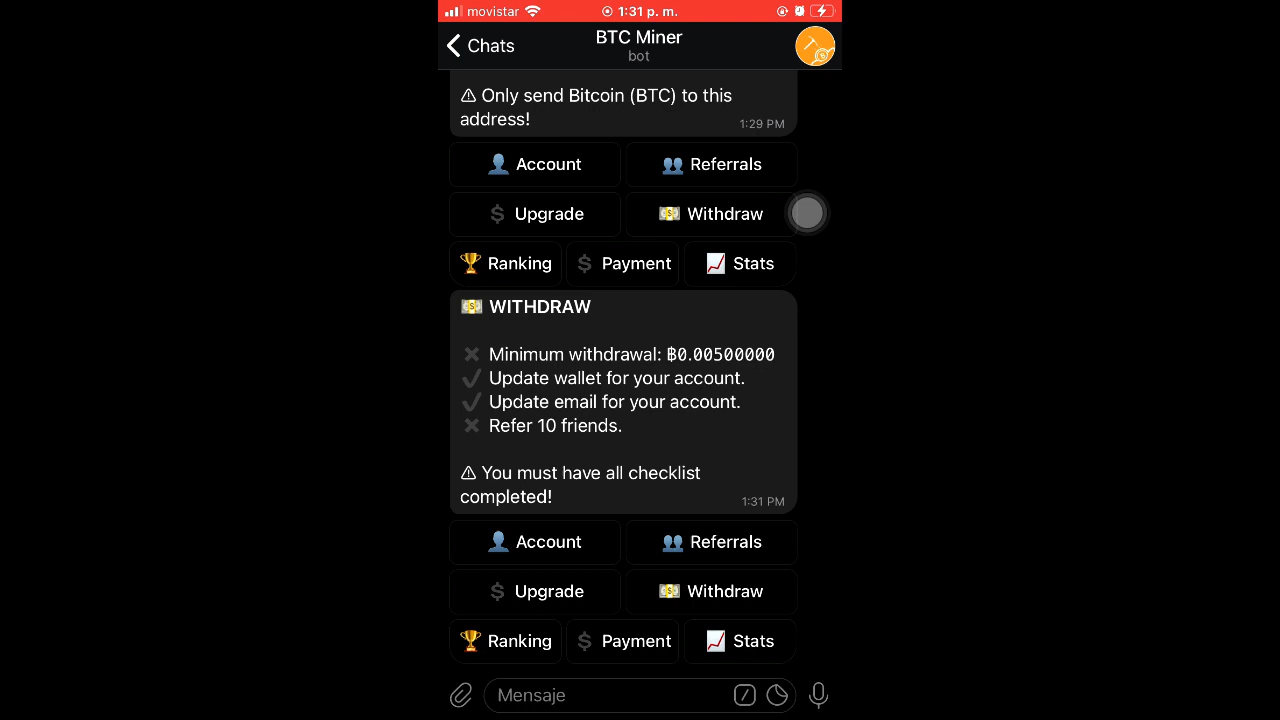 movistar 1:31 p. m.
Chats
BTC Miner
bot
⚠ Only send Bitcoin (BTC) to this
address!
1:29 PM
Account Referrals
Upgrade Withdraw
Ranking Payment Stats
WITHDRAW
Minimum withdrawal: ฿0.00500000
Update wallet for your account.
Update email for your account.
Refer 10 friends.
⚠ You must have all checklist
completed!
1:31 PM
Account Referrals
Upgrade Withdraw
Ranking Payment Stats
Mensaje